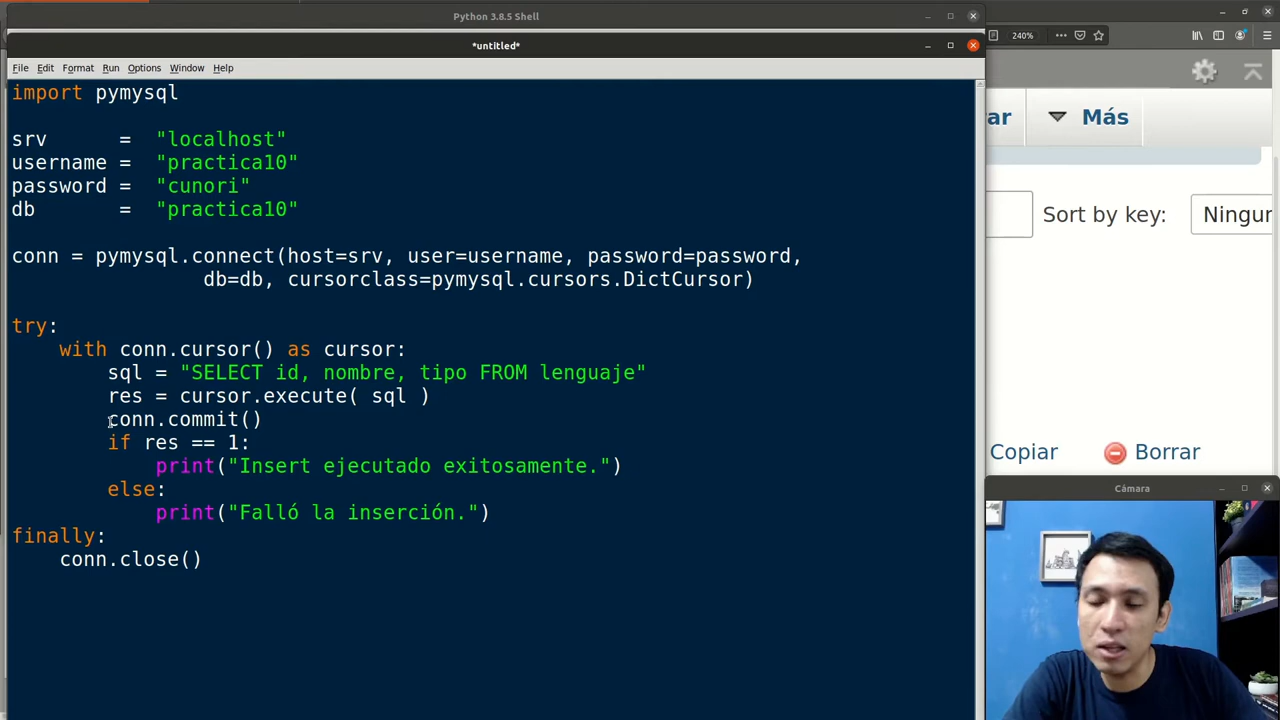 Python 3.8.5 Shell
*untitled*
File Edit Format Run Options Window Help
import pymysql
srv = "localhost"
username = "practica10"
password = "cunori"
db = "practica10"
conn = pymysql.connect(host=srv, user=username, password=password,
db=db, cursorclass=pymysql.cursors.DictCursor)
try:
with conn.cursor() as cursor:
sql = "SELECT id, nombre, tipo FROM lenguaje"
res = cursor.execute( sql )
conn.commit()
if res == 1:
print("Insert ejecutado exitosamente.")
else:
print("Falló la inserción.")
finally:
conn.close()
240%
ar Más
Sort by key: Ningur
Copiar Borrar
Cámara